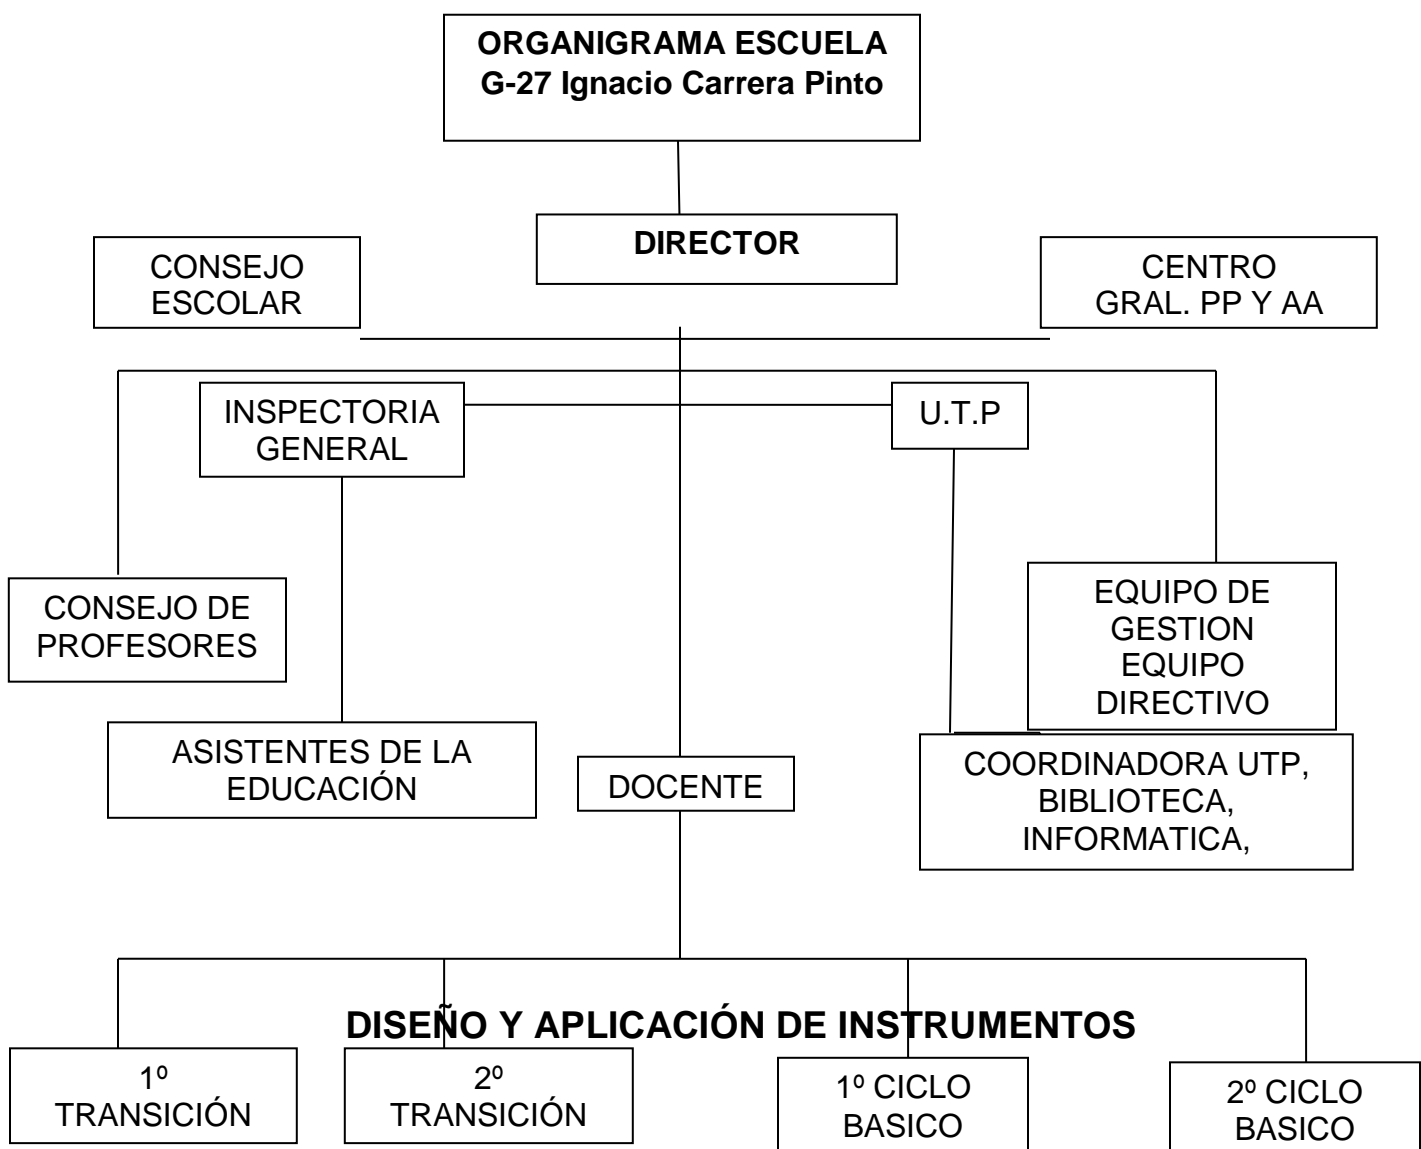 ORGANIGRAMA ESCUELA
G-27 Ignacio Carrera Pinto
DIRECTOR
CONSEJO
ESCOLAR
CENTRO
GRAL. PP Y AA
INSPECTORIA
GENERAL
U.T.P
CONSEJO DE
PROFESORES
EQUIPO DE
GESTION
EQUIPO
DIRECTIVO
ASISTENTES DE LA
EDUCACIÓN
DOCENTE
COORDINADORA UTP,
BIBLIOTECA,
INFORMATICA,
DISEÑO Y APLICACIÓN DE INSTRUMENTOS
1º
TRANSICIÓN
2º
TRANSICIÓN
1º CICLO
BASICO
2º CICLO
BASICO